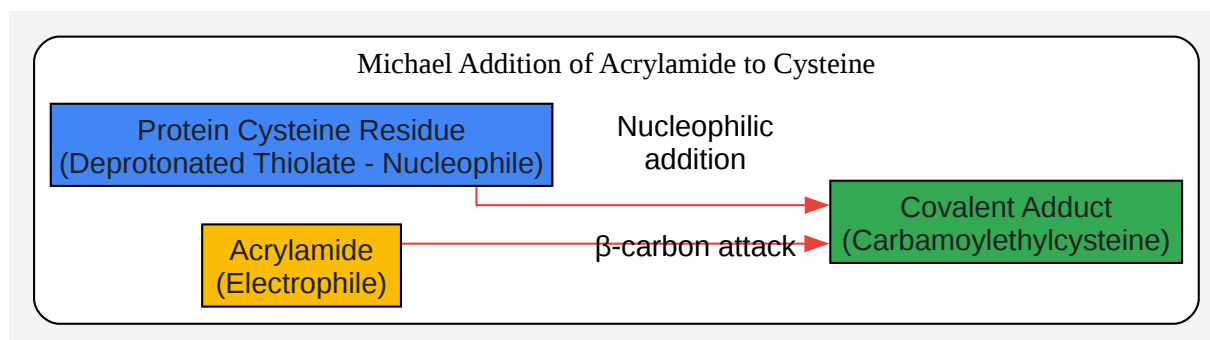 Michael Addition of Acrylamide to Cysteine
Protein Cysteine Residue
(Deprotonated Thiolate - Nucleophile)
Nucleophilic
addition
Acrylamide
(Electrophile)
β-carbon attack
Covalent Adduct
(Carbamoylethylcysteine)